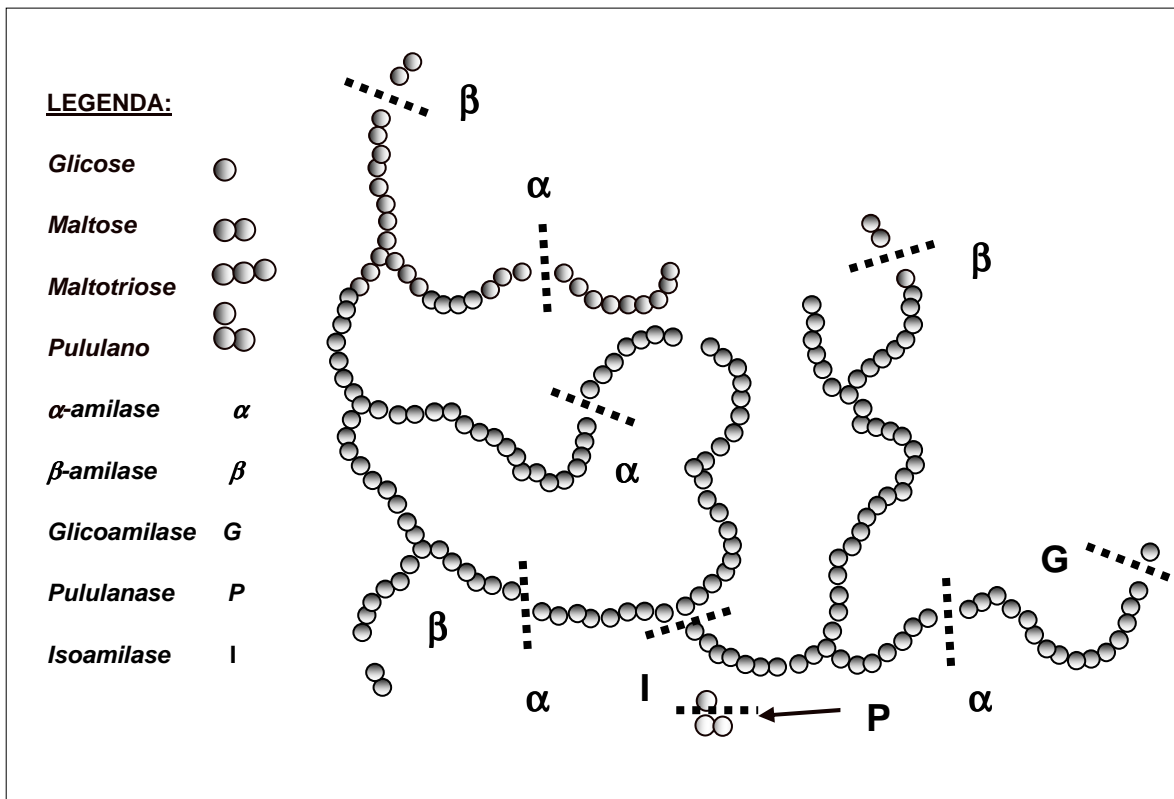 LEGENDA:
Glicose
Maltose
Maltotriose
Pululano
α-amilase α
β-amilase β
Glicoamilase G
Pululanase P
Isoamilase I
β
α
β
α
G
β
α
I
P
α